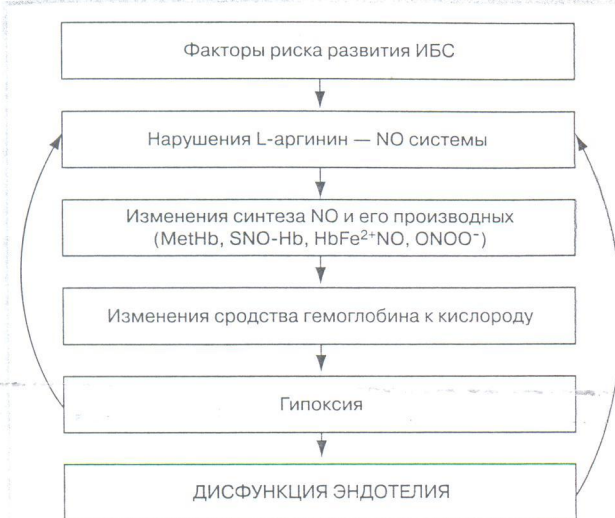 Факторы риска развития ИБС
Нарушения L-аргинин — NO системы
Изменения синтеза NO и его производных
(MetHb, SNO-Hb, HbFe²⁺NO, ONOO⁻)
Изменения сродства гемоглобина к кислороду
Гипоксия
ДИСФУНКЦИЯ ЭНДОТЕЛИЯ